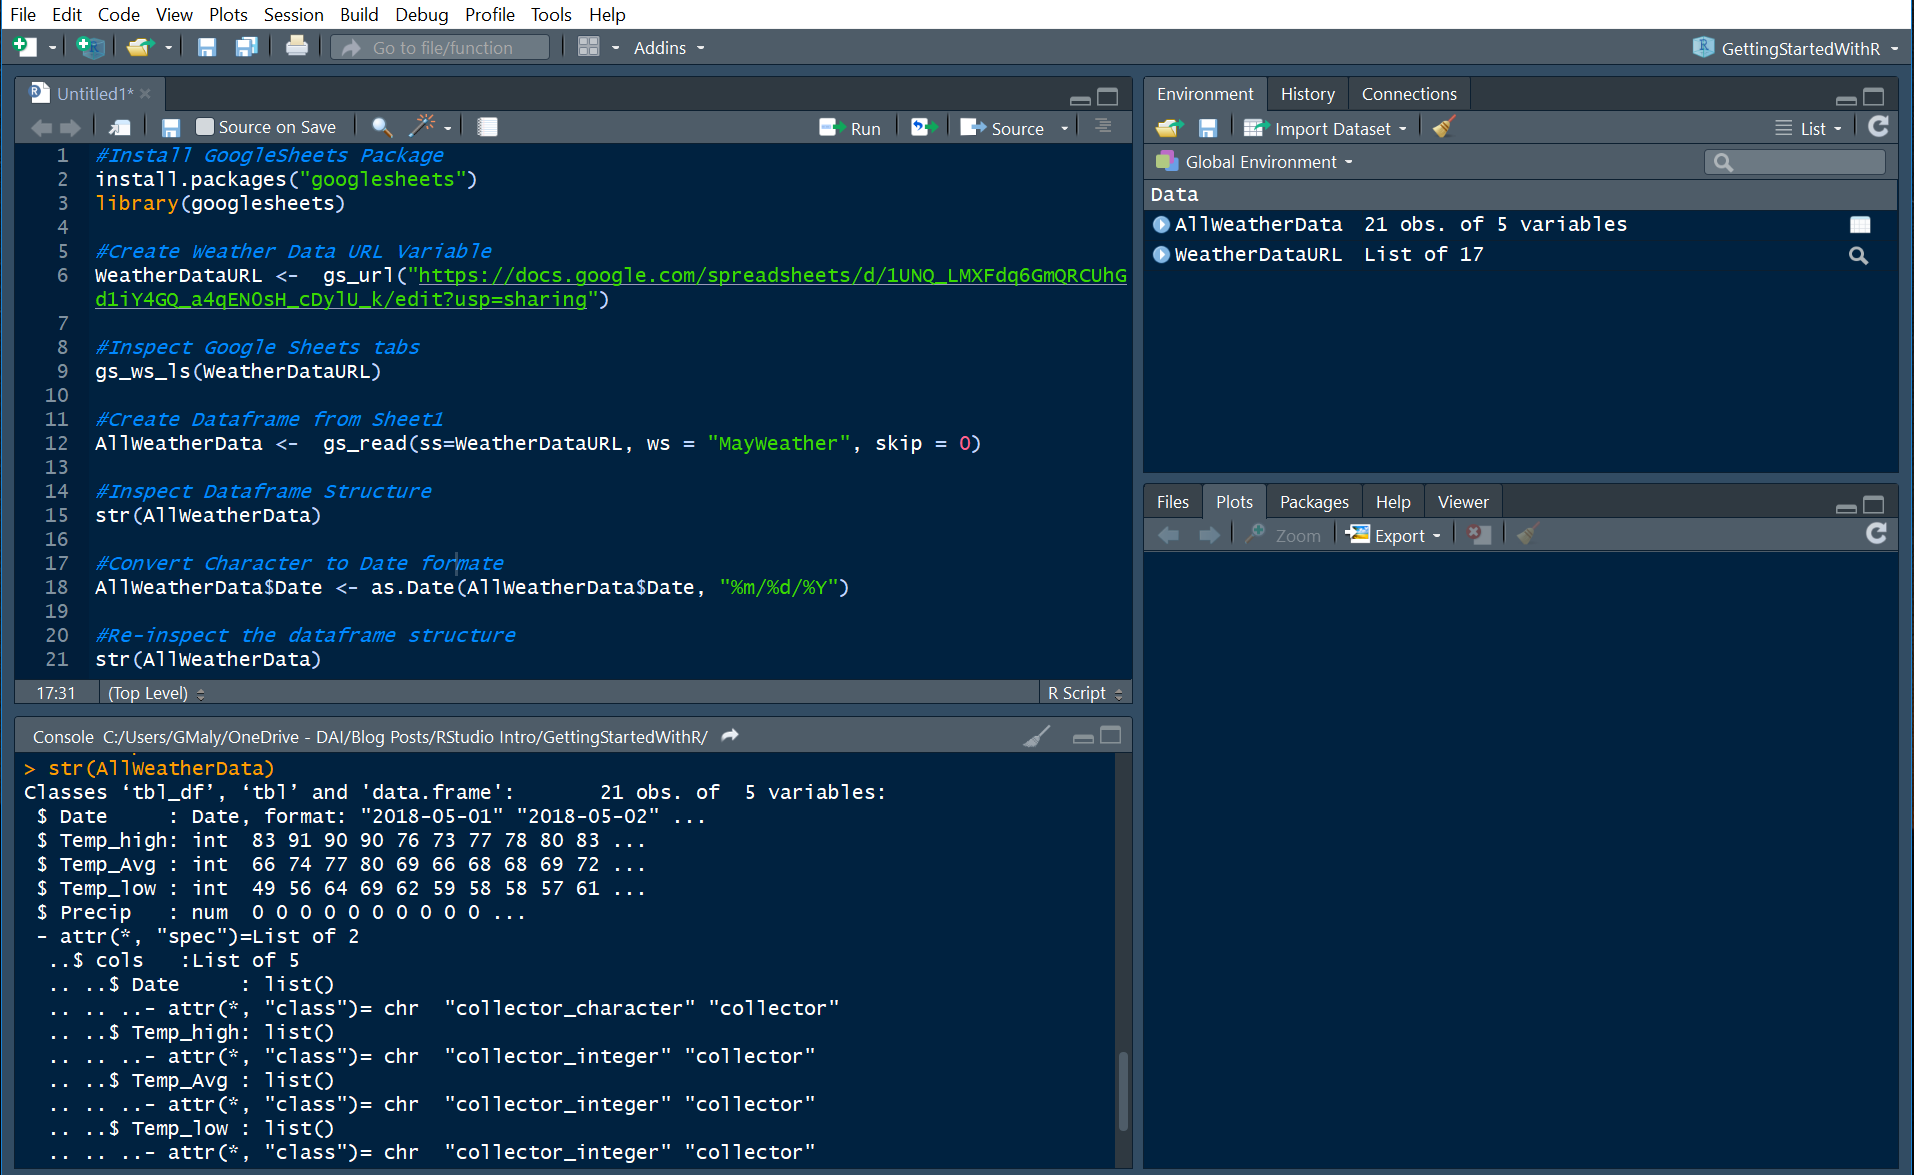 File Edit Code View Plots Session Build Debug Profile Tools Help
Go to file/function Addins GettingStartedWithR
Untitled1*
Source on Save Run Source
1 #Install GoogleSheets Package
2 install.packages("googlesheets")
3 library(googlesheets)
4
5 #Create Weather Data URL Variable
6 WeatherDataURL <-  gs_url("https://docs.google.com/spreadsheets/d/1UNQ_LMXFdq6GmQRCUhG
d1iY4GQ_a4qEN0sH_cDylU_k/edit?usp=sharing")
7
8 #Inspect Google Sheets tabs
9 gs_ws_ls(WeatherDataURL)
10
11 #Create Dataframe from Sheet1
12 AllWeatherData <-  gs_read(ss=WeatherDataURL, ws = "MayWeather", skip = 0)
13
14 #Inspect Dataframe Structure
15 str(AllWeatherData)
16
17 #Convert Character to Date formate
18 AllWeatherData$Date <- as.Date(AllWeatherData$Date, "%m/%d/%Y")
19
20 #Re-inspect the dataframe structure
21 str(AllWeatherData)
17:31 (Top Level) R Script
Console C:/Users/GMaly/OneDrive - DAI/Blog Posts/RStudio Intro/GettingStartedWithR/
> str(AllWeatherData)
Classes ‘tbl_df’, ‘tbl’ and 'data.frame':       21 obs. of  5 variables:
 $ Date     : Date, format: "2018-05-01" "2018-05-02" ...
 $ Temp_high: int  83 91 90 90 76 73 77 78 80 83 ...
 $ Temp_Avg : int  66 74 77 80 69 66 68 68 69 72 ...
 $ Temp_low : int  49 56 64 69 62 59 58 58 57 61 ...
 $ Precip   : num  0 0 0 0 0 0 0 0 0 0 ...
 - attr(*, "spec")=List of 2
  ..$ cols   :List of 5
  .. ..$ Date     : list()
  .. .. ..- attr(*, "class")= chr  "collector_character" "collector"
  .. ..$ Temp_high: list()
  .. .. ..- attr(*, "class")= chr  "collector_integer" "collector"
  .. ..$ Temp_Avg : list()
  .. .. ..- attr(*, "class")= chr  "collector_integer" "collector"
  .. ..$ Temp_low : list()
  .. .. ..- attr(*, "class")= chr  "collector_integer" "collector"
Environment History Connections
Import Dataset List
Global Environment
Data
AllWeatherData 21 obs. of 5 variables
WeatherDataURL List of 17
Files Plots Packages Help Viewer
Zoom Export